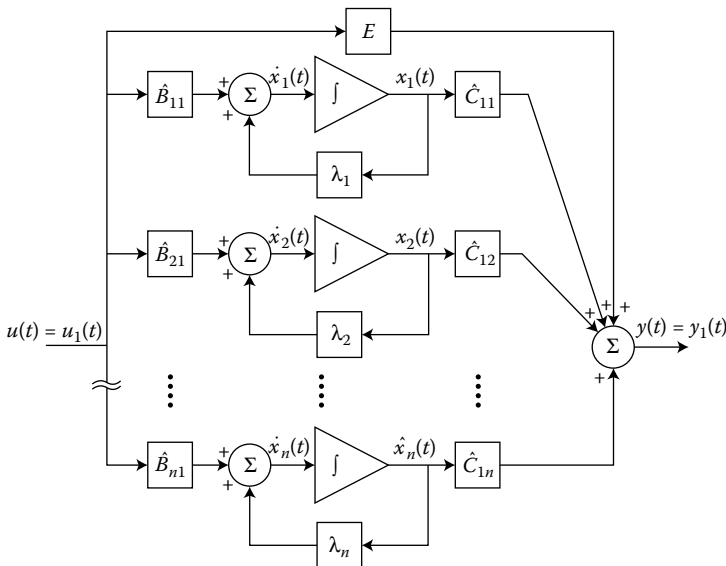 E
+ ẋ₁(t) x₁(t)
B̂₁₁ Σ ∫ Ĉ₁₁
+
λ₁
+ ẋ₂(t) x₂(t)
B̂₂₁ Σ ∫ Ĉ₁₂
+
λ₂
+ + +
u(t) = u₁(t) Σ y(t) = y₁(t)
+
+ ẋₙ(t) x̂ₙ(t)
B̂ₙ₁ Σ ∫ Ĉ₁ₙ
+
λₙ